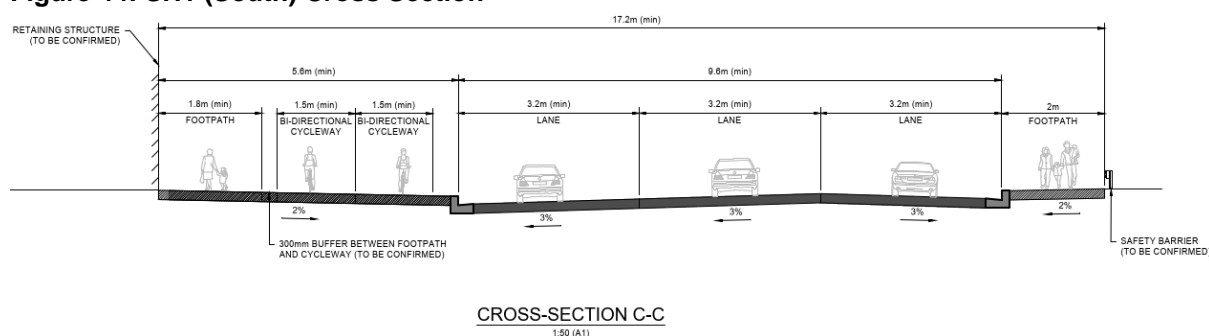 17.2m (min)
RETAINING STRUCTURE
(TO BE CONFIRMED)
5.6m (min)
9.6m (min)
1.8m (min)
FOOTPATH
1.5m (min)
BI-DIRECTIONAL
CYCLEWAY
1.5m (min)
BI-DIRECTIONAL
CYCLEWAY
3.2m (min)
LANE
3.2m (min)
LANE
3.2m (min)
LANE
2m
FOOTPATH
2%
3%
3%
3%
2%
300mm BUFFER BETWEEN FOOTPATH
AND CYCLEWAY (TO BE CONFIRMED)
SAFETY BARRIER
(TO BE CONFIRMED)
CROSS-SECTION C-C
1:50 (A1)